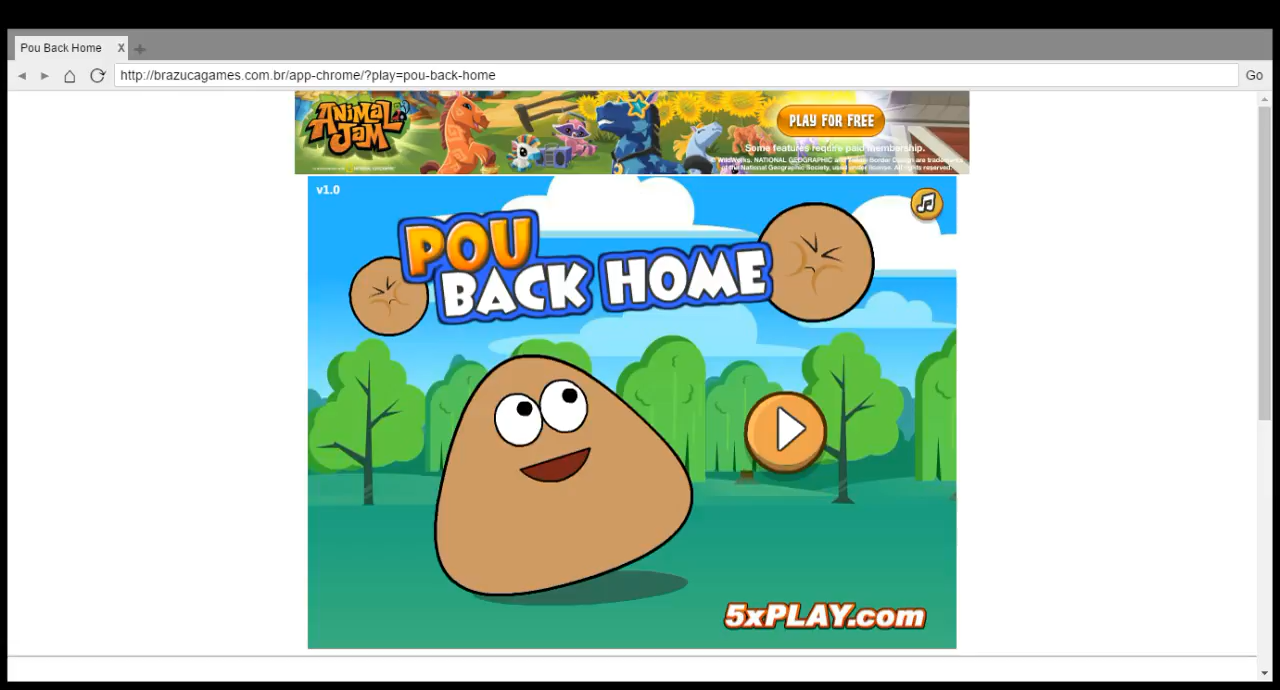 Pou Back Home X +
http://brazucagames.com.br/app-chrome/?play=pou-back-home Go
ANIMAL
JAM
PLAY FOR FREE
Some features require paid membership.
v1.0
POU
BACK HOME
5xPLAY.com